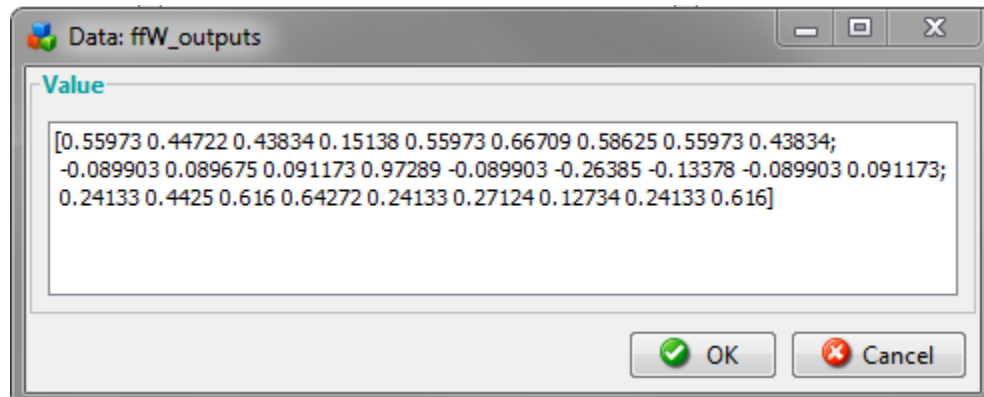 Data: ffW_outputs
Value
[0.55973 0.44722 0.43834 0.15138 0.55973 0.66709 0.58625 0.55973 0.43834;
-0.089903 0.089675 0.091173 0.97289 -0.089903 -0.26385 -0.13378 -0.089903 0.091173;
0.24133 0.4425 0.616 0.64272 0.24133 0.27124 0.12734 0.24133 0.616]
OK
Cancel